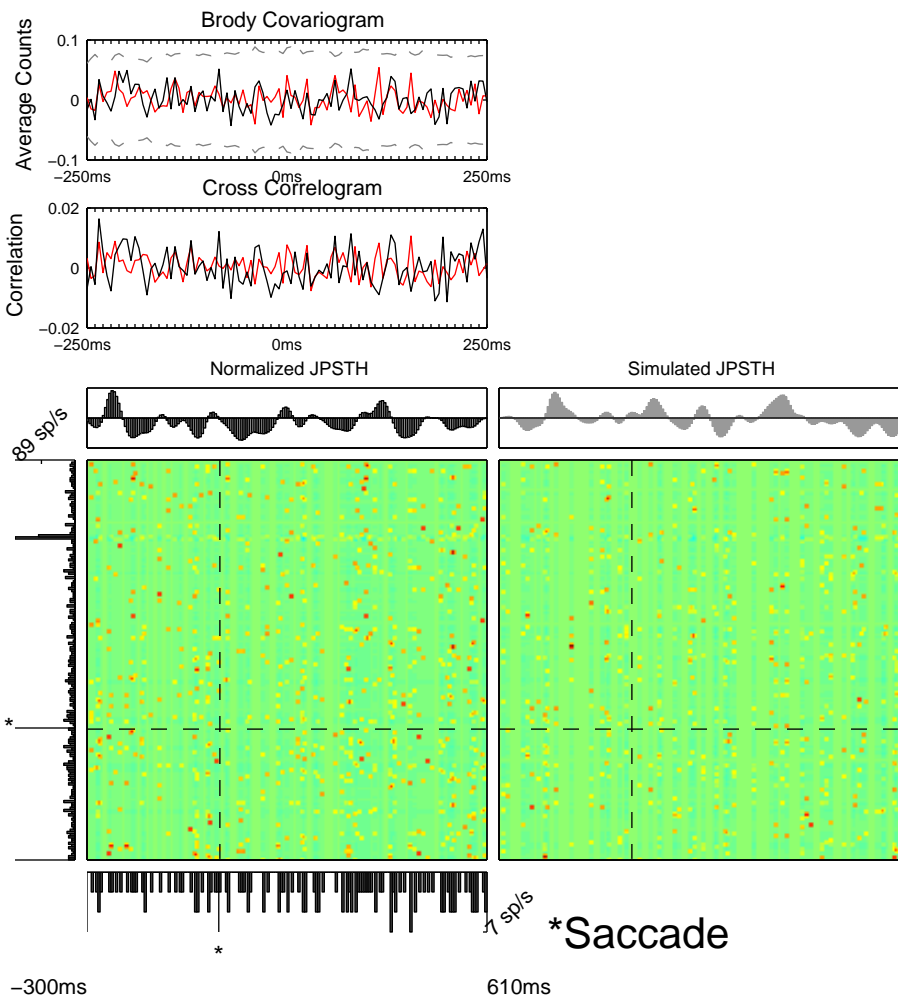 Brody Covariogram
Average Counts
0.1
0
−0.1
−250ms
0ms
250ms
Cross Correlogram
Correlation
0.02
0
−0.02
−250ms
0ms
250ms
Normalized JPSTH
Simulated JPSTH
89 sp/s
*
7 sp/s
*
*Saccade
−300ms
610ms